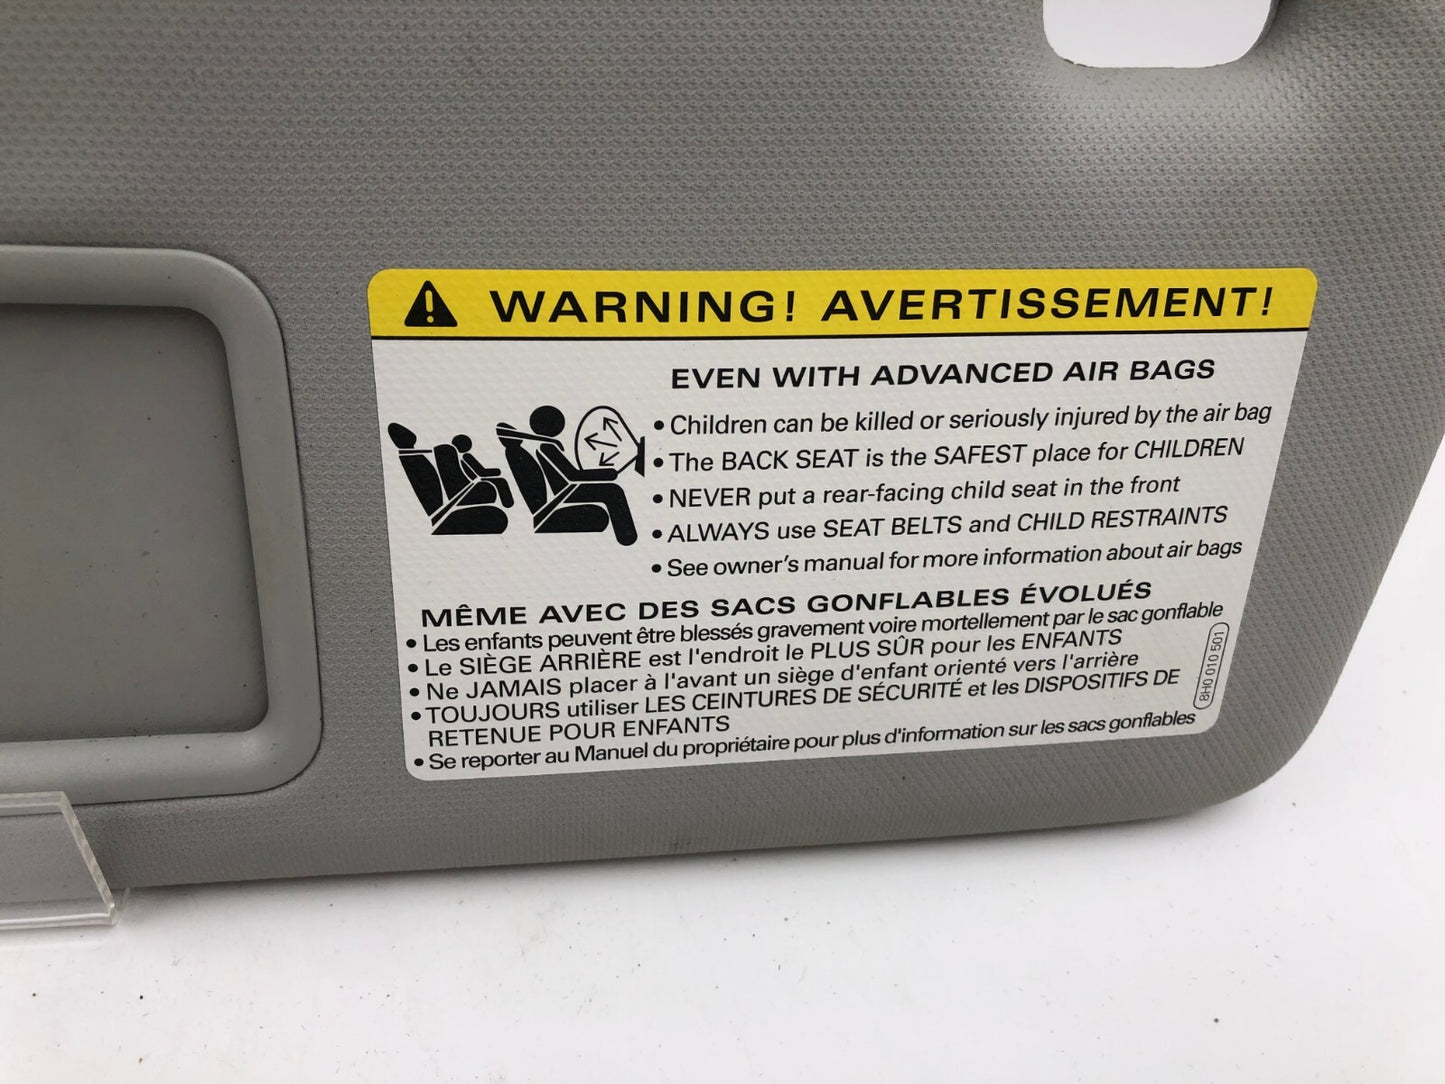 WARNING! AVERTISSEMENT!
EVEN WITH ADVANCED AIR BAGS
• Children can be killed or seriously injured by the air bag
• The BACK SEAT is the SAFEST place for CHILDREN
• NEVER put a rear-facing child seat in the front
• ALWAYS use SEAT BELTS and CHILD RESTRAINTS
• See owner's manual for more information about air bags
MÊME AVEC DES SACS GONFLABLES ÉVOLUÉS
• Les enfants peuvent être blessés gravement voire mortellement par le sac gonflable
• Le SIÈGE ARRIÈRE est l'endroit le PLUS SÛR pour les ENFANTS
• Ne JAMAIS placer à l'avant un siège d'enfant orienté vers l'arrière
• TOUJOURS utiliser LES CEINTURES DE SÉCURITÉ et les DISPOSITIFS DE
RETENUE POUR ENFANTS
• Se reporter au Manuel du propriétaire pour plus d'information sur les sacs gonflables
8H0 010 501